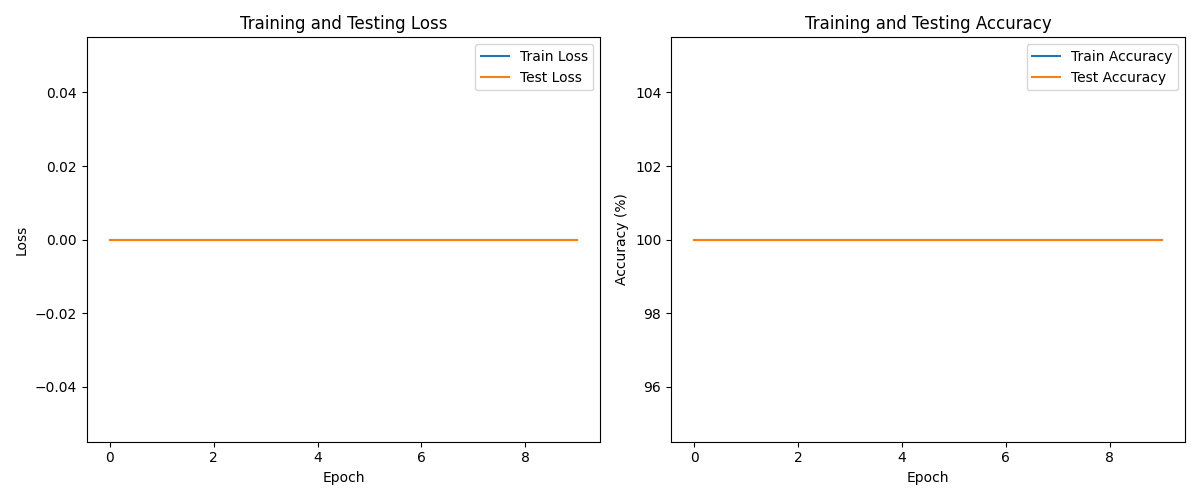 Training and Testing Loss
Train Loss
Test Loss
0.04
0.02
0.00
−0.02
−0.04
Loss
0 2 4 6 8
Epoch
Training and Testing Accuracy
Train Accuracy
Test Accuracy
104
102
100
98
96
Accuracy (%)
0 2 4 6 8
Epoch